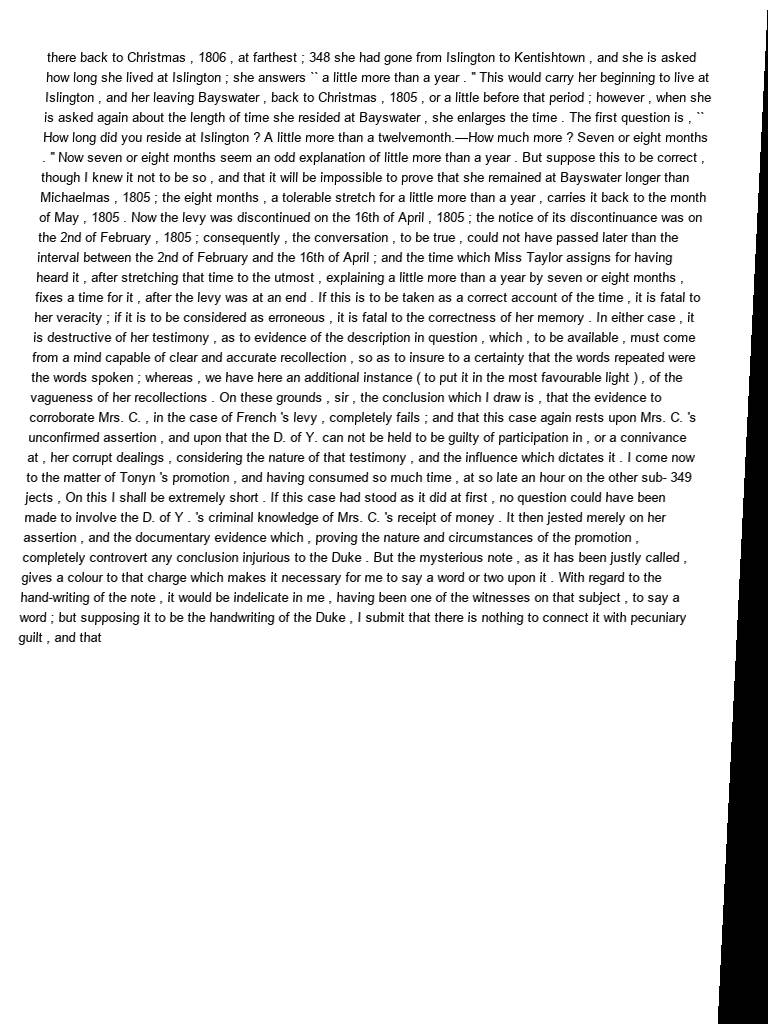 there back to Christmas , 1806 , at farthest ; 348 she had gone from Islington to Kentishtown , and she is asked
how long she lived at Islington ; she answers `` a little more than a year . " This would carry her beginning to live at
Islington , and her leaving Bayswater , back to Christmas , 1805 , or a little before that period ; however , when she
is asked again about the length of time she resided at Bayswater , she enlarges the time . The first question is , ``
How long did you reside at Islington ? A little more than a twelvemonth.—How much more ? Seven or eight months
. " Now seven or eight months seem an odd explanation of little more than a year . But suppose this to be correct ,
though I knew it not to be so , and that it will be impossible to prove that she remained at Bayswater longer than
Michaelmas , 1805 ; the eight months , a tolerable stretch for a little more than a year , carries it back to the month
of May , 1805 . Now the levy was discontinued on the 16th of April , 1805 ; the notice of its discontinuance was on
the 2nd of February , 1805 ; consequently , the conversation , to be true , could not have passed later than the
interval between the 2nd of February and the 16th of April ; and the time which Miss Taylor assigns for having
heard it , after stretching that time to the utmost , explaining a little more than a year by seven or eight months ,
fixes a time for it , after the levy was at an end . If this is to be taken as a correct account of the time , it is fatal to
her veracity ; if it is to be considered as erroneous , it is fatal to the correctness of her memory . In either case , it
is destructive of her testimony , as to evidence of the description in question , which , to be available , must come
from a mind capable of clear and accurate recollection , so as to insure to a certainty that the words repeated were
the words spoken ; whereas , we have here an additional instance ( to put it in the most favourable light ) , of the
vagueness of her recollections . On these grounds , sir , the conclusion which I draw is , that the evidence to
corroborate Mrs. C. , in the case of French 's levy , completely fails ; and that this case again rests upon Mrs. C. 's
unconfirmed assertion , and upon that the D. of Y. can not be held to be guilty of participation in , or a connivance
at , her corrupt dealings , considering the nature of that testimony , and the influence which dictates it . I come now
to the matter of Tonyn 's promotion , and having consumed so much time , at so late an hour on the other sub- 349
jects , On this I shall be extremely short . If this case had stood as it did at first , no question could have been
made to involve the D. of Y . 's criminal knowledge of Mrs. C. 's receipt of money . It then jested merely on her
assertion , and the documentary evidence which , proving the nature and circumstances of the promotion ,
completely controvert any conclusion injurious to the Duke . But the mysterious note , as it has been justly called ,
gives a colour to that charge which makes it necessary for me to say a word or two upon it . With regard to the
hand-writing of the note , it would be indelicate in me , having been one of the witnesses on that subject , to say a
word ; but supposing it to be the handwriting of the Duke , I submit that there is nothing to connect it with pecuniary
guilt , and that